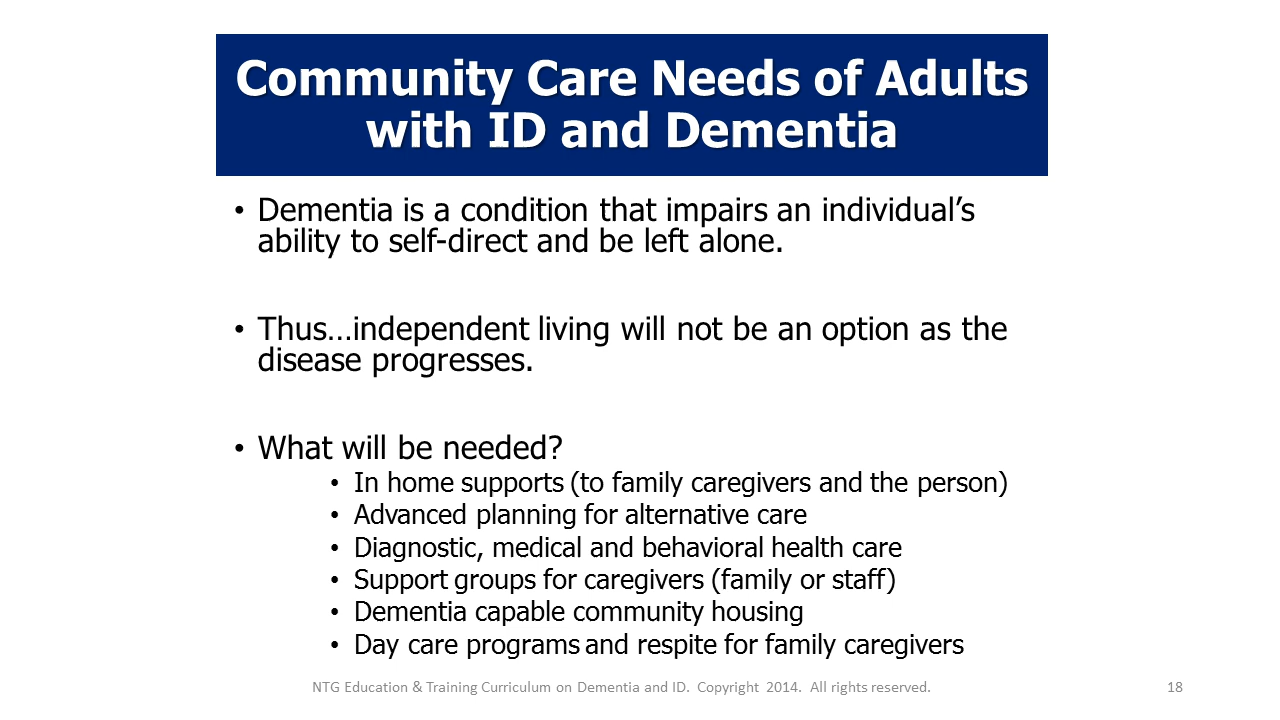 Community Care Needs of Adults
with ID and Dementia
• Dementia is a condition that impairs an individual’s
ability to self-direct and be left alone.
• Thus…independent living will not be an option as the
disease progresses.
• What will be needed?
• In home supports (to family caregivers and the person)
• Advanced planning for alternative care
• Diagnostic, medical and behavioral health care
• Support groups for caregivers (family or staff)
• Dementia capable community housing
• Day care programs and respite for family caregivers
NTG Education & Training Curriculum on Dementia and ID. Copyright 2014. All rights reserved.
18